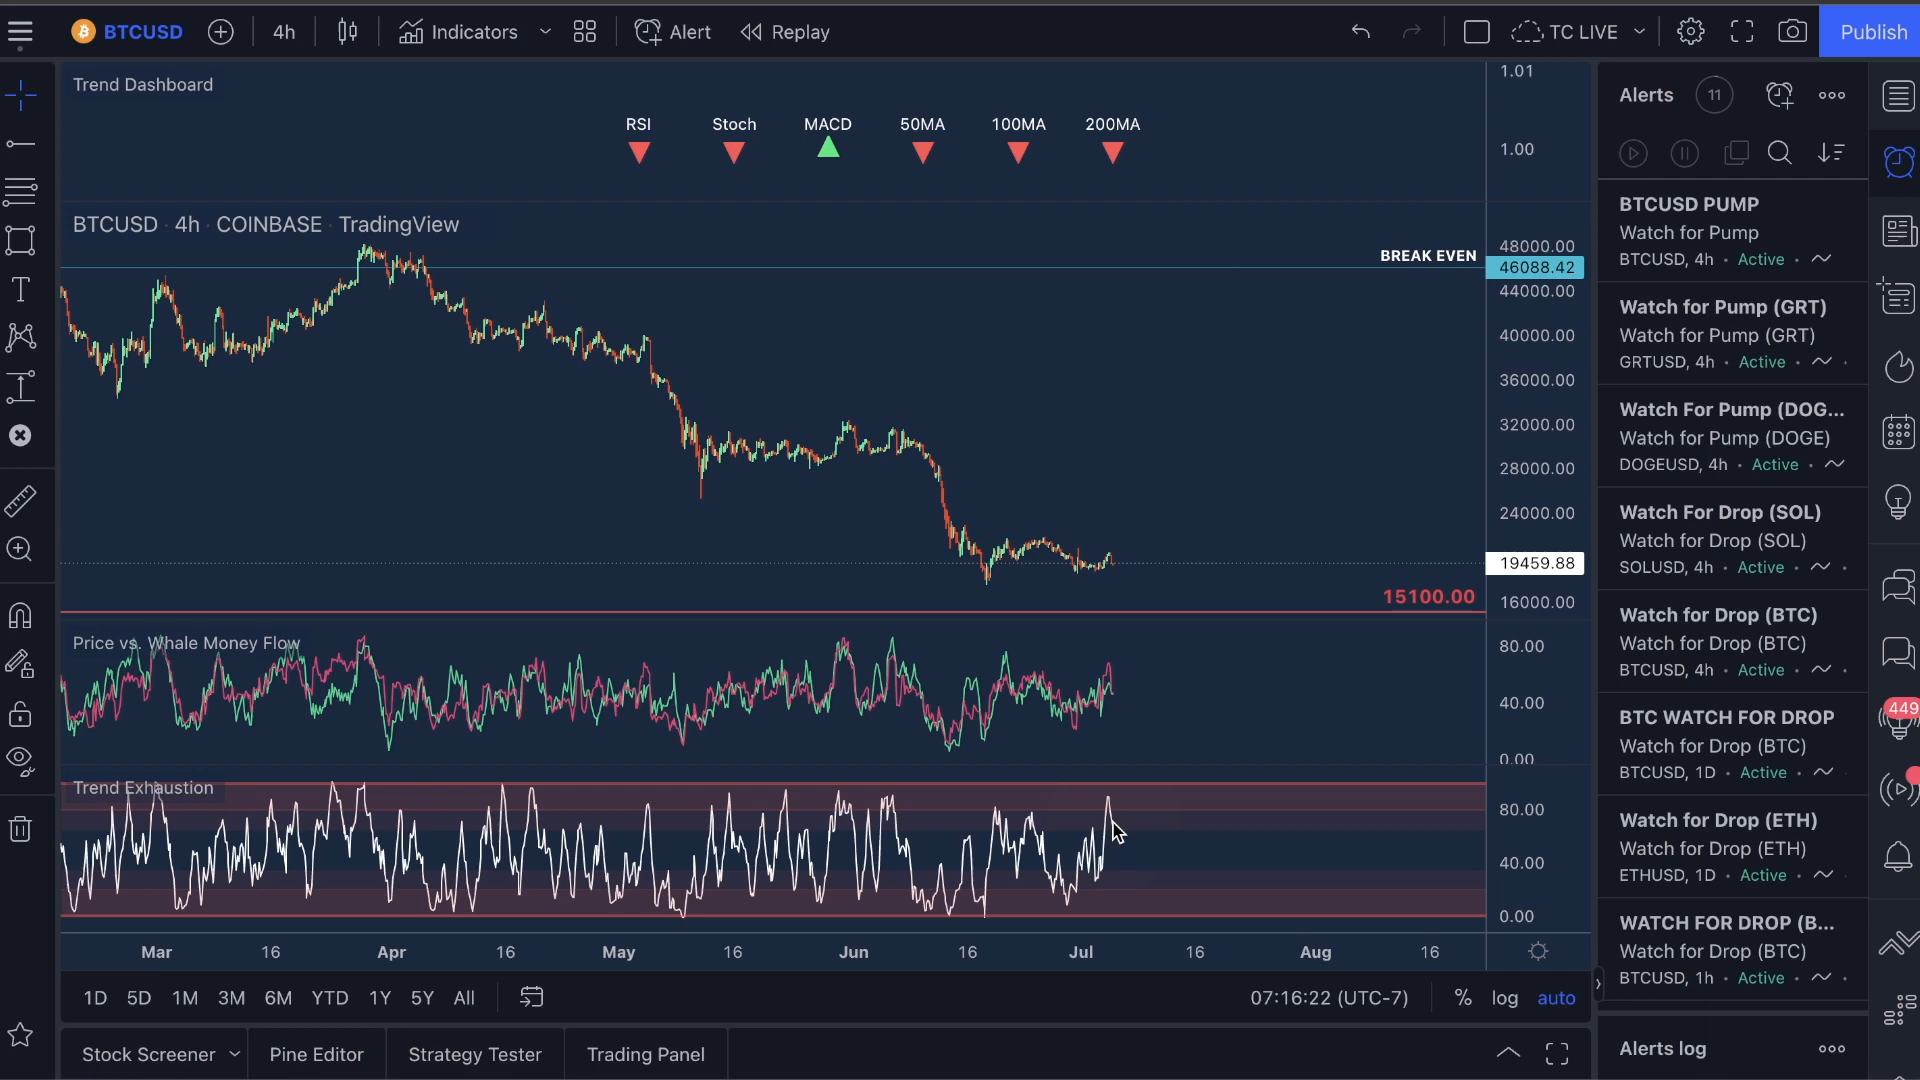 BTCUSD
4h
Indicators
Alert
Replay
TC LIVE
Publish
Trend Dashboard
RSI
Stoch
MACD
50MA
100MA
200MA
1.01
1.00
BTCUSD · 4h · COINBASE · TradingView
BREAK EVEN
48000.00
46088.42
44000.00
40000.00
36000.00
32000.00
28000.00
24000.00
19459.88
15100.00
16000.00
Price vs. Whale Money Flow
80.00
40.00
0.00
Trend Exhaustion
80.00
40.00
0.00
Mar
16
Apr
16
May
16
Jun
16
Jul
16
Aug
16
1D 5D 1M 3M 6M YTD 1Y 5Y All
07:16:22 (UTC-7)
% log auto
Stock Screener
Pine Editor
Strategy Tester
Trading Panel
Alerts 11
BTCUSD PUMP
Watch for Pump
BTCUSD, 4h · Active ·
Watch for Pump (GRT)
Watch for Pump (GRT)
GRTUSD, 4h · Active ·
Watch For Pump (DOG...
Watch for Pump (DOGE)
DOGEUSD, 4h · Active ·
Watch For Drop (SOL)
Watch for Drop (SOL)
SOLUSD, 4h · Active ·
Watch for Drop (BTC)
Watch for Drop (BTC)
BTCUSD, 4h · Active ·
BTC WATCH FOR DROP
Watch for Drop (BTC)
BTCUSD, 1D · Active ·
Watch for Drop (ETH)
Watch for Drop (ETH)
ETHUSD, 1D · Active ·
WATCH FOR DROP (B...
Watch for Drop (BTC)
BTCUSD, 1h · Active ·
Alerts log
449